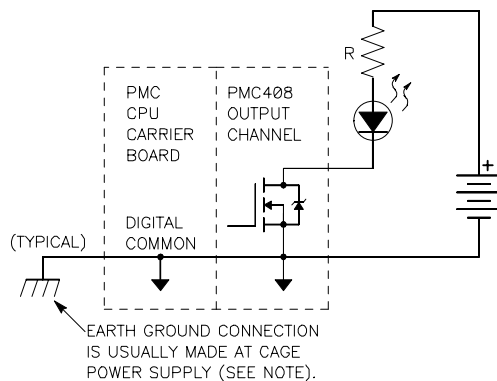 R
PMC
CPU
CARRIER
BOARD
PMC408
OUTPUT
CHANNEL
+
DIGITAL
COMMON
(TYPICAL)
EARTH GROUND CONNECTION
IS USUALLY MADE AT CAGE
POWER SUPPLY (SEE NOTE).